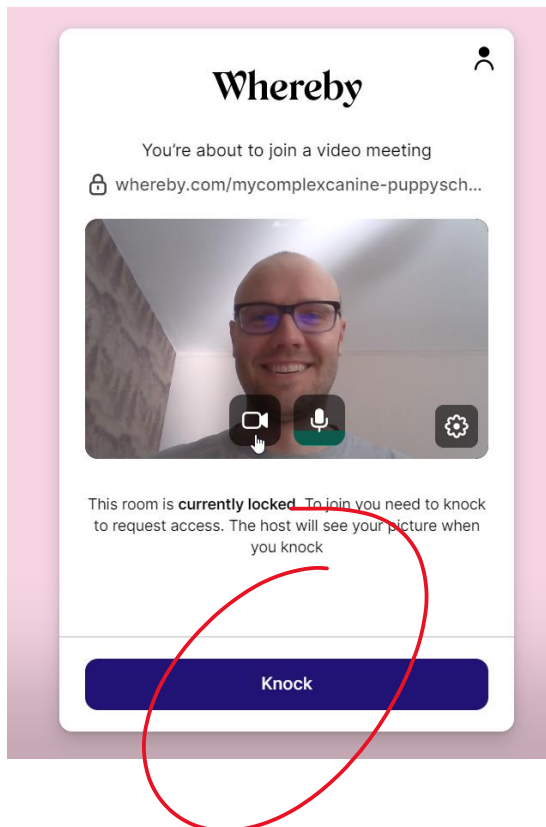 Whereby
You're about to join a video meeting
whereby.com/mycomplexcanine-puppysch...
This room is currently locked. To join you need to knock
to request access. The host will see your picture when
you knock
Knock